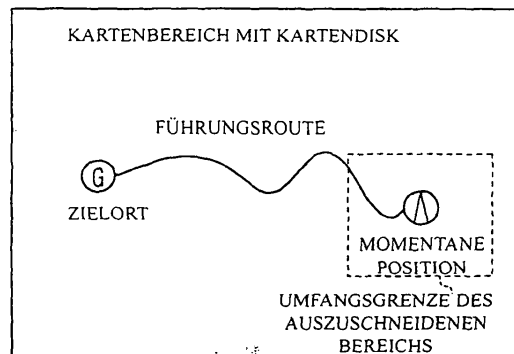 KARTENBEREICH MIT KARTENDISK
FÜHRUNGSROUTE
G
ZIELORT
MOMENTANE
POSITION
UMFANGSGRENZE DES
AUSZUSCHNEIDENEN
BEREICHS